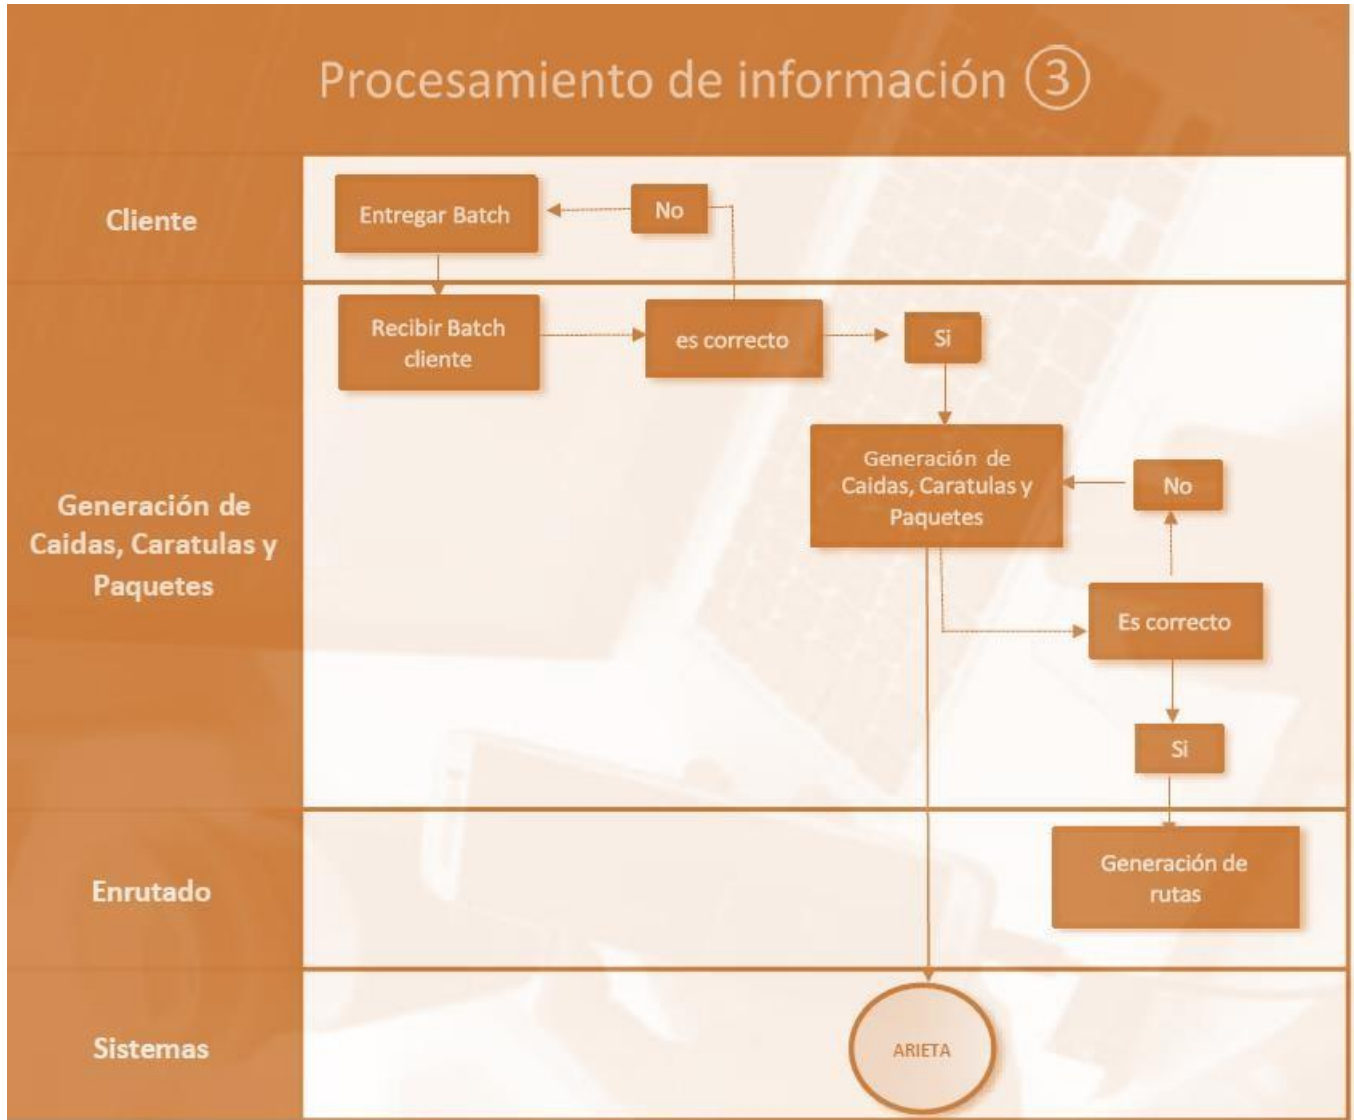 Procesamiento de información ③
Cliente
Entregar Batch
No
Generación de
Caidas, Caratulas y
Paquetes
Recibir Batch
cliente
es correcto
Si
Generación de
Caidas, Caratulas y
Paquetes
No
Es correcto
Si
Enrutado
Generación de
rutas
Sistemas
ARIETA